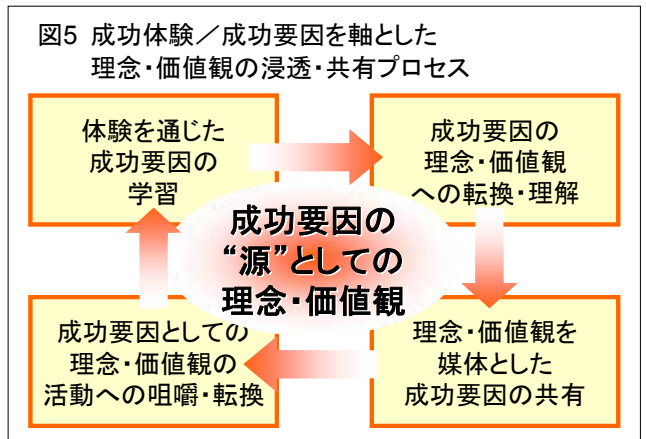 図5 成功体験／成功要因を軸とした
理念・価値観の浸透・共有プロセス
体験を通じた
成功要因の
学習
成功要因の
理念・価値観
への転換・理解
成功要因の
“源”としての
理念・価値観
成功要因としての
理念・価値観の
活動への咀嚼・転換
理念・価値観を
媒体とした
成功要因の共有